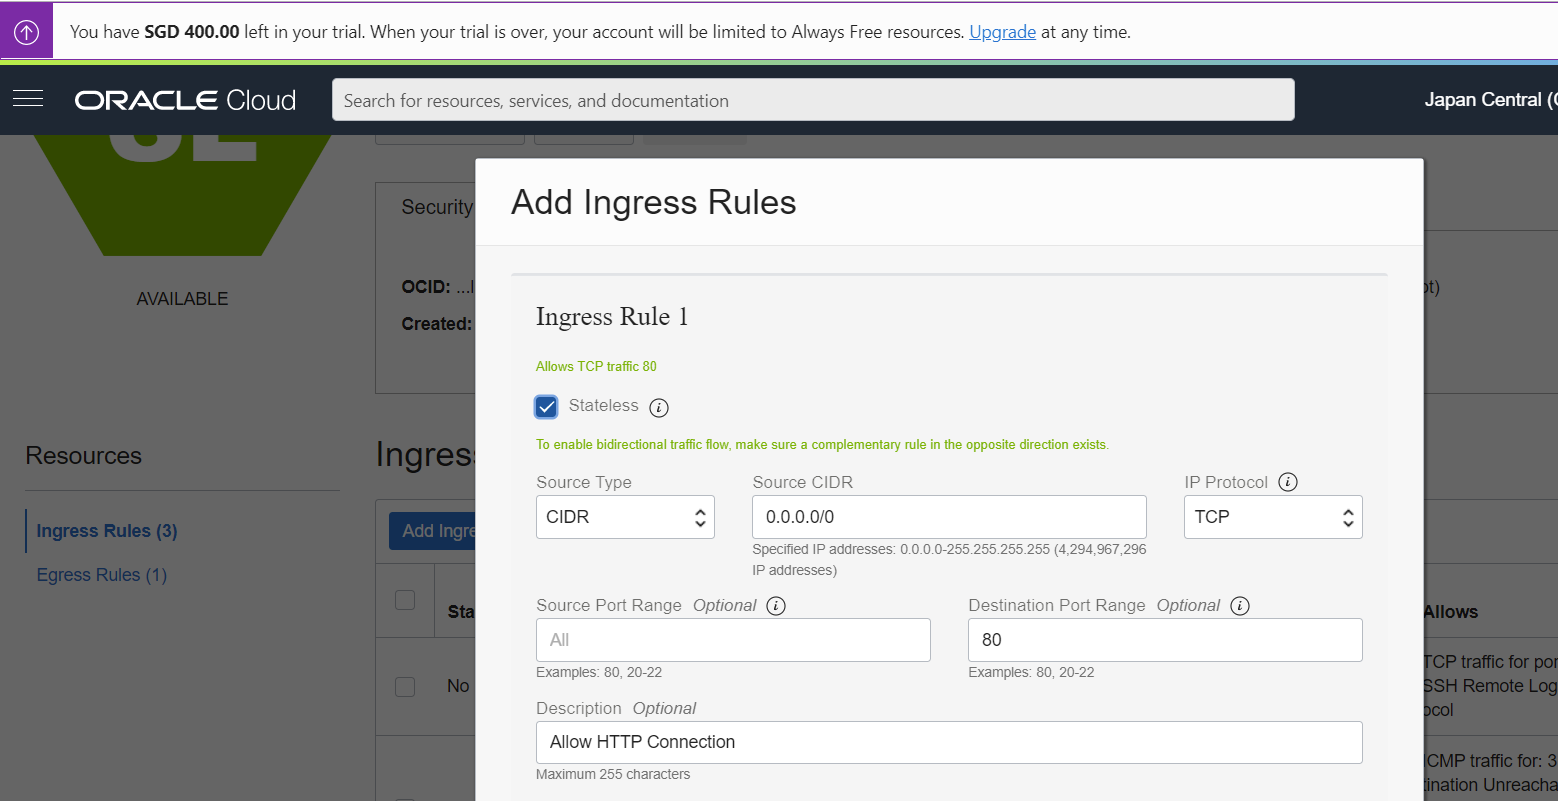 You have SGD 400.00 left in your trial. When your trial is over, your account will be limited to Always Free resources. Upgrade at any time.
ORACLE Cloud
Search for resources, services, and documentation
Japan Central (
AVAILABLE
Resources
Ingress Rules (3)
Egress Rules (1)
Security
OCID: ...
Created:
Ingres
Add Ingre
Sta
No
Add Ingress Rules
Ingress Rule 1
Allows TCP traffic 80
Stateless
To enable bidirectional traffic flow, make sure a complementary rule in the opposite direction exists.
Source Type
Source CIDR
IP Protocol
CIDR
0.0.0.0/0
TCP
Specified IP addresses: 0.0.0.0-255.255.255.255 (4,294,967,296
IP addresses)
Source Port Range Optional
Destination Port Range Optional
All
80
Examples: 80, 20-22
Examples: 80, 20-22
Description Optional
Allow HTTP Connection
Maximum 255 characters
ot)
Allows
TCP traffic for por
SSH Remote Log
ocol
ICMP traffic for: 3
tination Unreacha